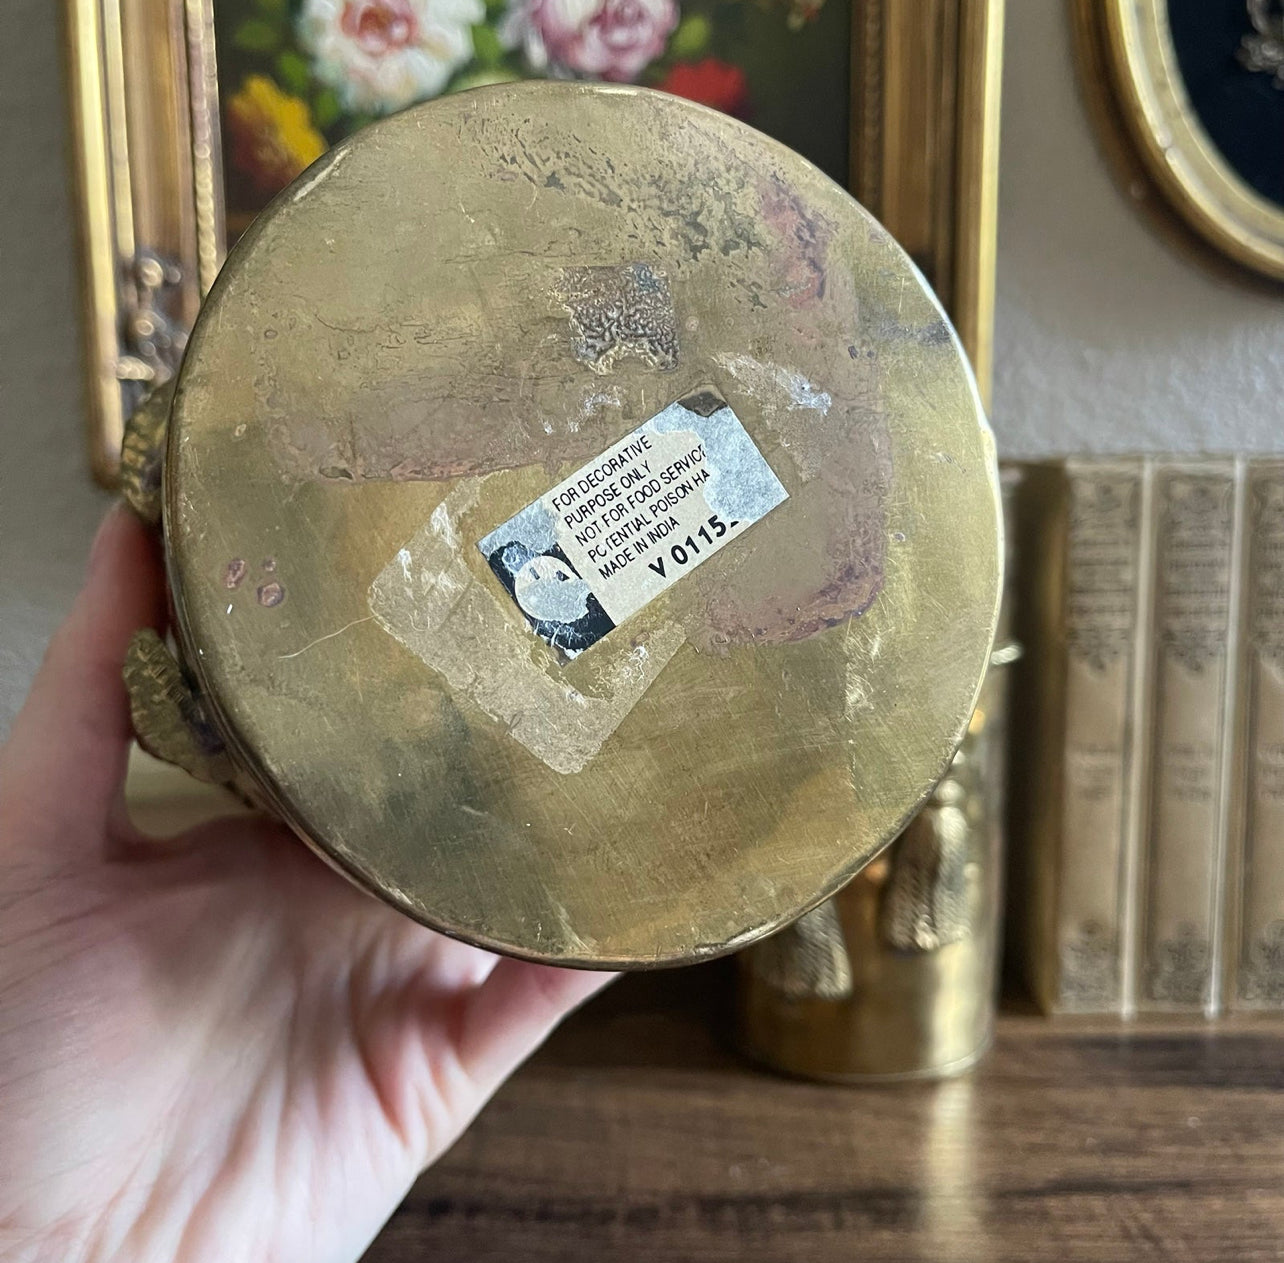 FOR DECORATIVE
PURPOSE ONLY
NOT FOR FOOD SERVICE
POTENTIAL POISON HA
MADE IN INDIA
V 0115